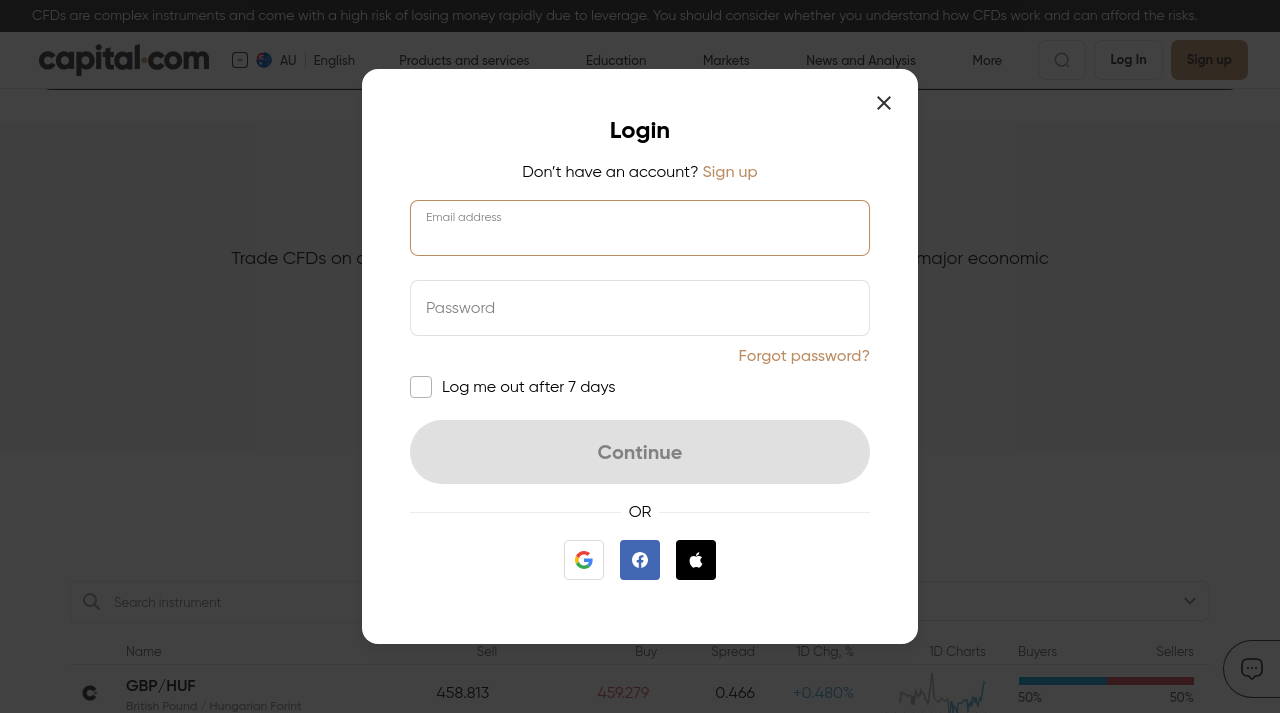 CFDs are complex instruments and come with a high risk of losing money rapidly due to leverage. You should consider whether you understand how CFDs work and can afford the risks.
capital.com AU English Products and services Education Markets News and Analysis More Log In Sign up
Login
Don’t have an account? Sign up
Email address
Trade CFDs on major economic
Password
Forgot password?
Log me out after 7 days
Continue
OR
Search instrument
Name Sell Buy Spread 1D Chg, % 1D Charts Buyers Sellers
GBP/HUF 458.813 459.279 0.466 +0.480% 50% 50%
British Pound / Hungarian Forint